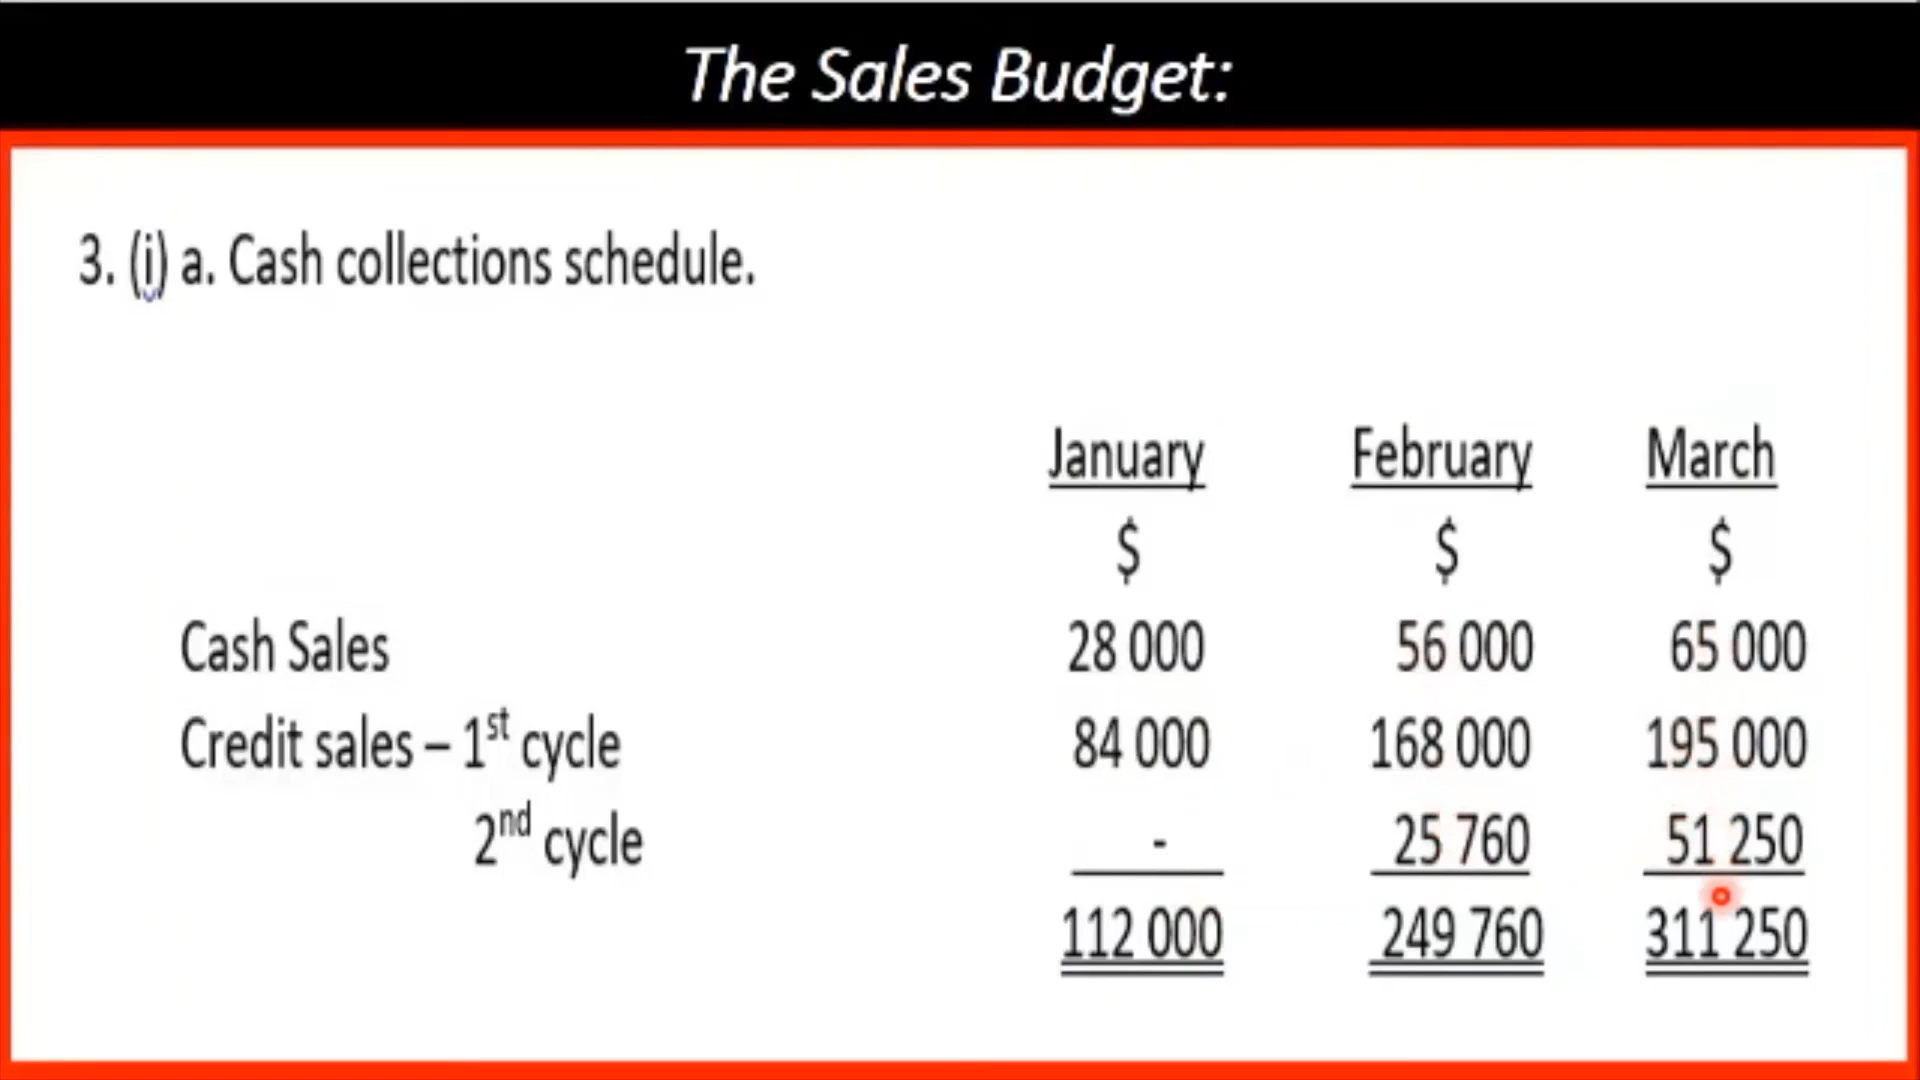 The Sales Budget:
3. (i) a. Cash collections schedule.
January February March
$ $ $
Cash Sales 28 000 56 000 65 000
Credit sales – 1st cycle 84 000 168 000 195 000
2nd cycle - 25 760 51 250
112 000 249 760 311 250